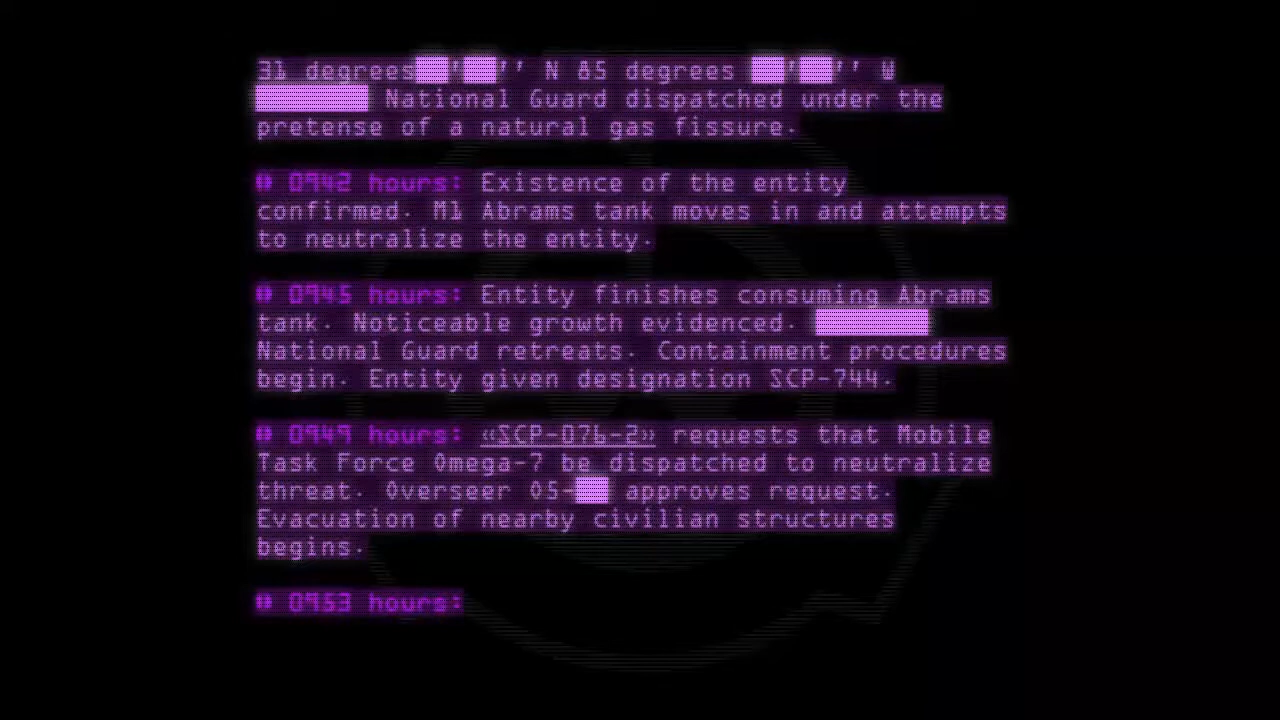 31 degrees██'██'' N 85 degrees ██'██'' W
███████ National Guard dispatched under the
pretense of a natural gas fissure.
# 0942 hours: Existence of the entity
confirmed. M1 Abrams tank moves in and attempts
to neutralize the entity.
# 0945 hours: Entity finishes consuming Abrams
tank. Noticeable growth evidenced. ███████
National Guard retreats. Containment procedures
begin. Entity given designation SCP-744.
# 0949 hours: «SCP-076-2» requests that Mobile
Task Force Omega-7 be dispatched to neutralize
threat. Overseer O5-██ approves request.
Evacuation of nearby civilian structures
begins.
# 0953 hours: